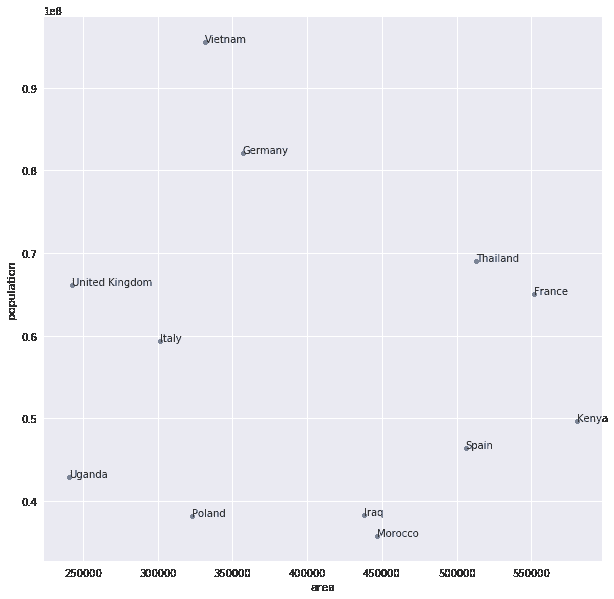 1e8
0.9
0.8
0.7
0.6
0.5
0.4
population
Vietnam
Germany
Thailand
United Kingdom
France
Italy
Kenya
Spain
Uganda
Poland
Iraq
Morocco
250000 300000 350000 400000 450000 500000 550000
area